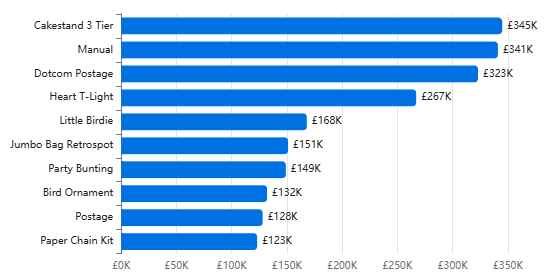 Cakestand 3 Tier £345K
Manual £341K
Dotcom Postage £323K
Heart T-Light £267K
Little Birdie £168K
Jumbo Bag Retrospot £151K
Party Bunting £149K
Bird Ornament £132K
Postage £128K
Paper Chain Kit £123K
£0K £50K £100K £150K £200K £250K £300K £350K